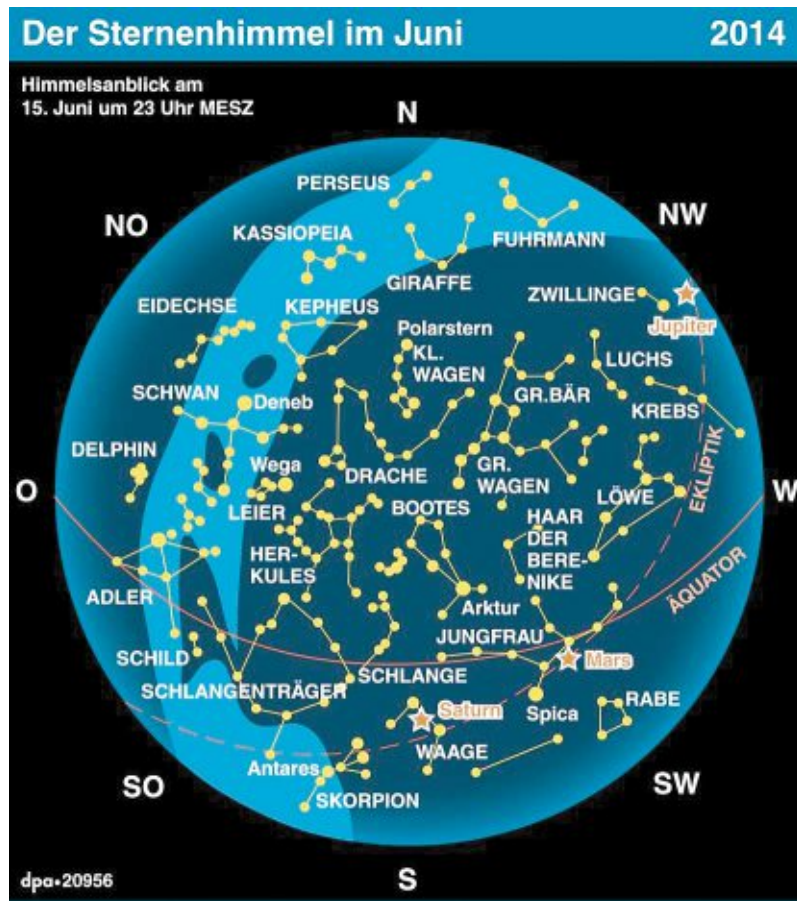 Der Sternenhimmel im Juni 2014
Himmelsanblick am
15. Juni um 23 Uhr MESZ
N
NO
NW
PERSEUS
KASSIOPEIA
FUHRMANN
GIRAFFE
ZWILLINGE
Jupiter
EIDECHSE
KEPHEUS
Polarstern
KL.
WAGEN
LUCHS
SCHWAN
Deneb
GR.BÄR
KREBS
DELPHIN
Wega
DRACHE
GR.
WAGEN
EKLIPTIK
O
W
LEIER
BOOTES
LÖWE
HAAR
DER
BERE-
NIKE
HER-
KULES
ÄQUATOR
ADLER
Arktur
JUNGFRAU
SCHILD
Mars
SCHLANGE
SCHLANGENTRÄGER
Saturn
Spica
RABE
WAAGE
Antares
SO
SW
SKORPION
S
dpa•20956